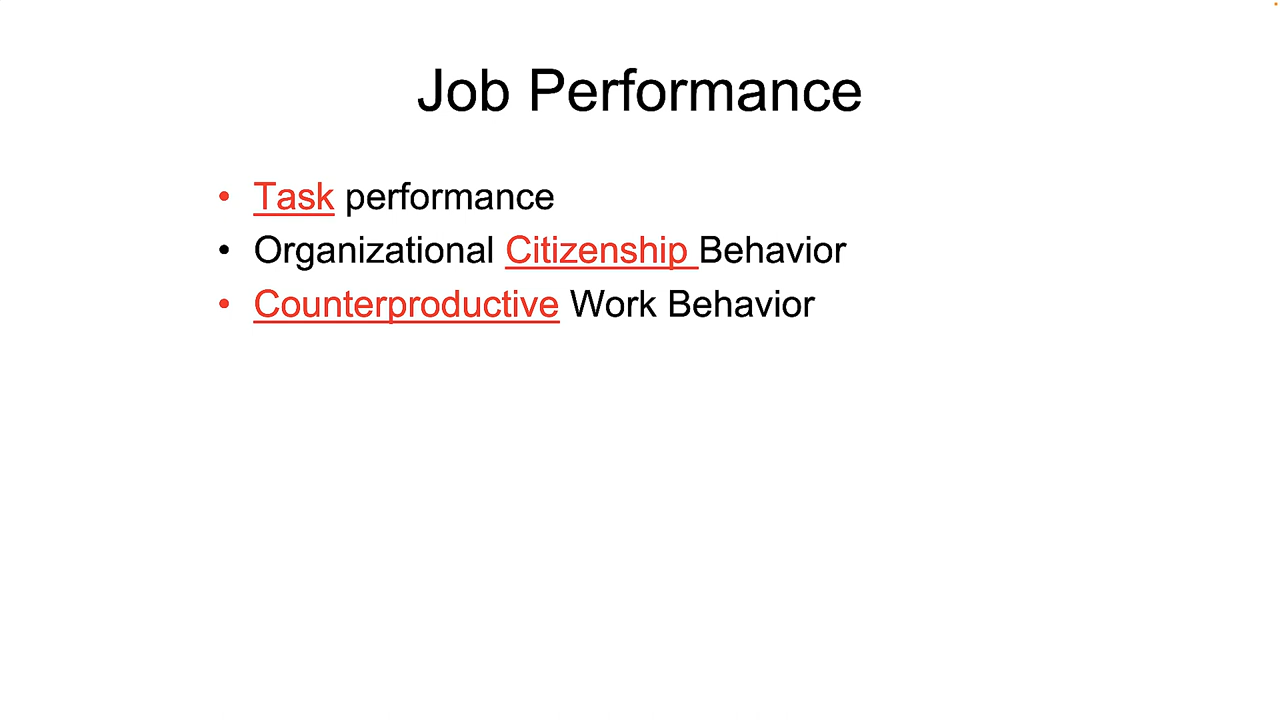 Job Performance
• Task performance
• Organizational Citizenship Behavior
• Counterproductive Work Behavior